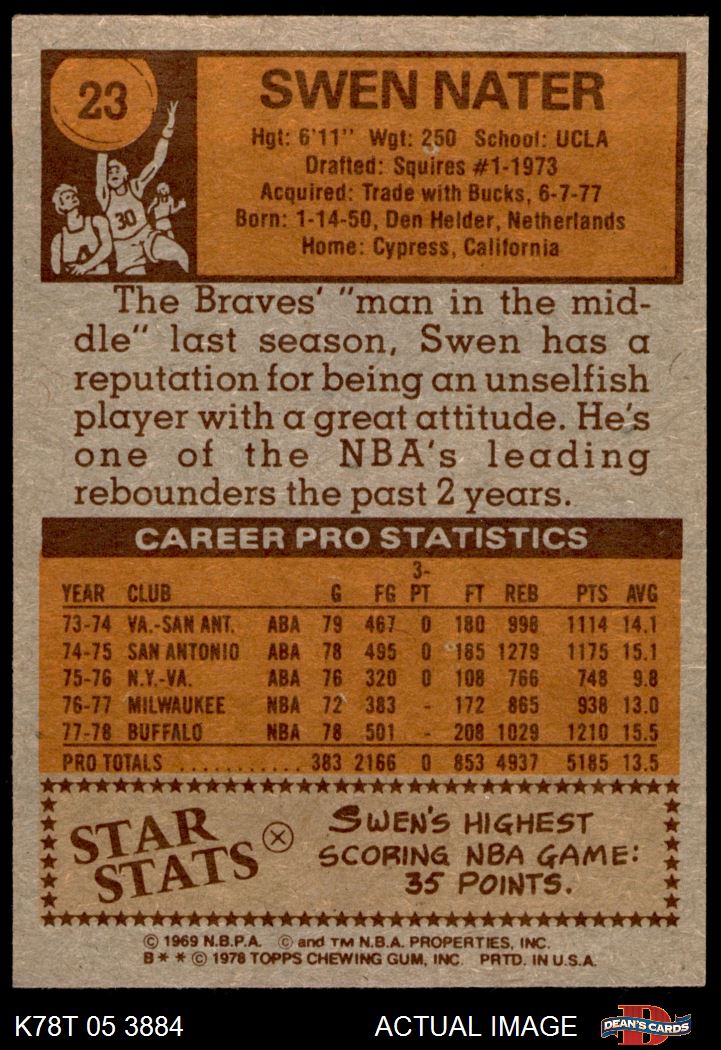 23
SWEN NATER
Hgt: 6'11" Wgt: 250 School: UCLA
Drafted: Squires #1-1973
Acquired: Trade with Bucks, 6-7-77
Born: 1-14-50, Den Helder, Netherlands
Home: Cypress, California
30
4
The Braves' "man in the mid-
dle" last season, Swen has a
reputation for being an unselfish
player with a great attitude. He's
one of the NBA's leading
rebounders the past 2 years.
CAREER PRO STATISTICS
YEAR CLUB G FG 3-PT FT REB PTS AVG
73-74 VA.-SAN ANT. ABA 79 467 0 180 998 1114 14.1
74-75 SAN ANTONIO ABA 78 495 0 185 1279 1175 15.1
75-76 N.Y.-VA. ABA 76 320 0 108 766 748 9.8
76-77 MILWAUKEE NBA 72 383 - 172 865 938 13.0
77-78 BUFFALO NBA 78 501 - 208 1029 1210 15.5
PRO TOTALS . . . . . . . . . . . 383 2166 0 853 4937 5185 13.5
STAR
STATS
SWEN'S HIGHEST
SCORING NBA GAME:
35 POINTS.
© 1969 N.B.P.A. © and TM N.B.A. PROPERTIES, INC.
B * * © 1978 TOPPS CHEWING GUM, INC. PRTD. IN U.S.A.
K78T 05 3884 ACTUAL IMAGE
DEAN'S CARDS